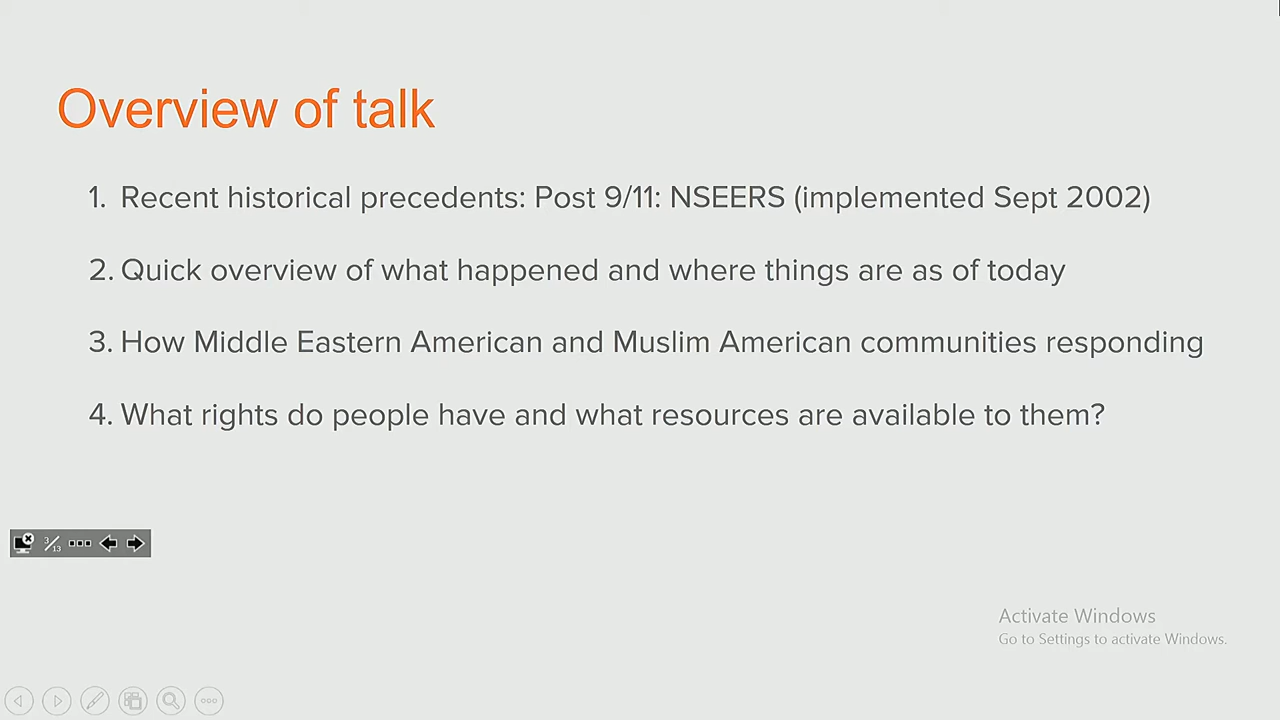 Overview of talk
1. Recent historical precedents: Post 9/11: NSEERS (implemented Sept 2002)
2. Quick overview of what happened and where things are as of today
3. How Middle Eastern American and Muslim American communities responding
4. What rights do people have and what resources are available to them?
3/13
Activate Windows
Go to Settings to activate Windows.